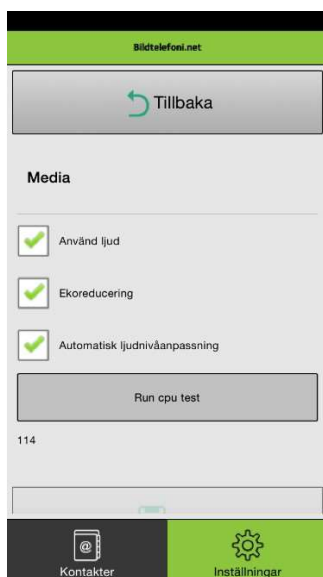 Bildtelefoni.net
Tillbaka
Media
Använd ljud
Ekoreducering
Automatisk ljudnivåanpassning
Run cpu test
114
@
Kontakter
Inställningar